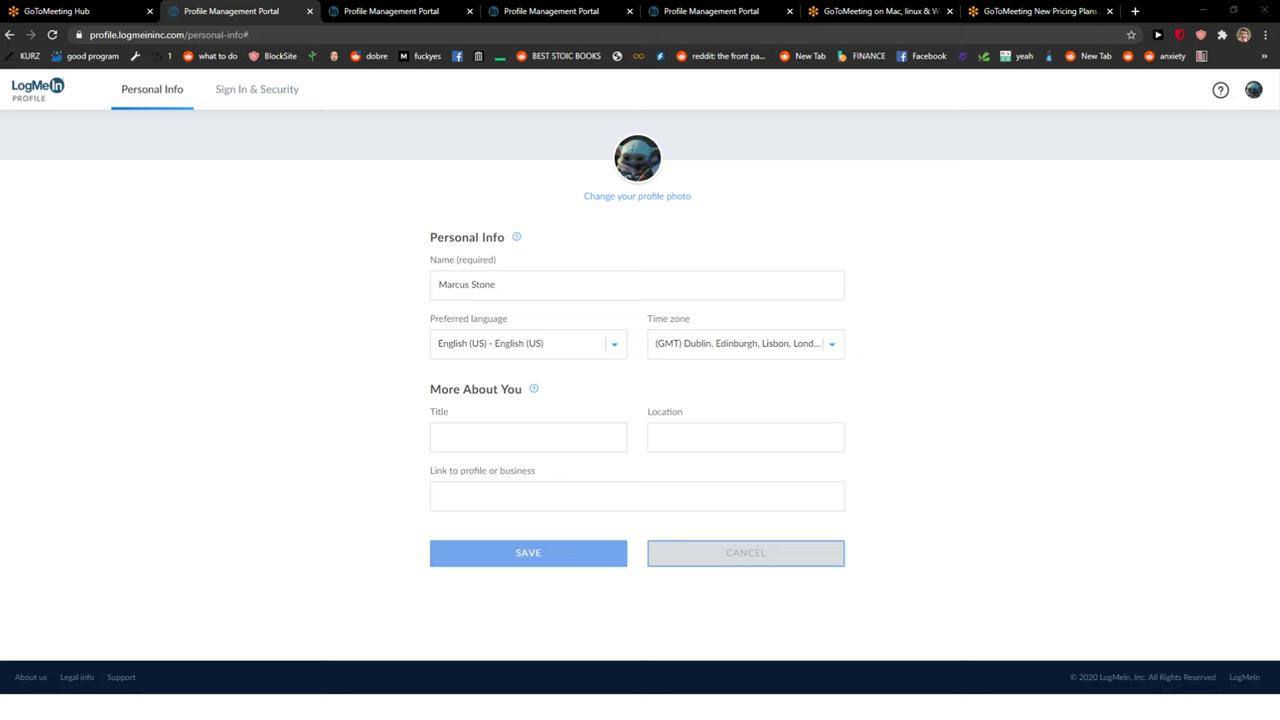 GoToMeeting Hub
Profile Management Portal
Profile Management Portal
Profile Management Portal
Profile Management Portal
GoToMeeting on Mac, linux & W
GoToMeeting New Pricing Plans
profile.logmeininc.com/personal-info#
KURZ
good program
1
what to do
BlockSite
dobre
fuckyes
BEST STOIC BOOKS
reddit: the front pa...
New Tab
FINANCE
Facebook
yeah
New Tab
anxiety
LogMeIn
PROFILE
Personal Info
Sign In & Security
Change your profile photo
Personal Info
Name (required)
Marcus Stone
Preferred language
Time zone
English (US) - English (US)
(GMT) Dublin, Edinburgh, Lisbon, Lond...
More About You
Title
Location
Link to profile or business
SAVE
CANCEL
About us
Legal info
Support
© 2020 LogMeIn, Inc. All Rights Reserved
LogMeIn